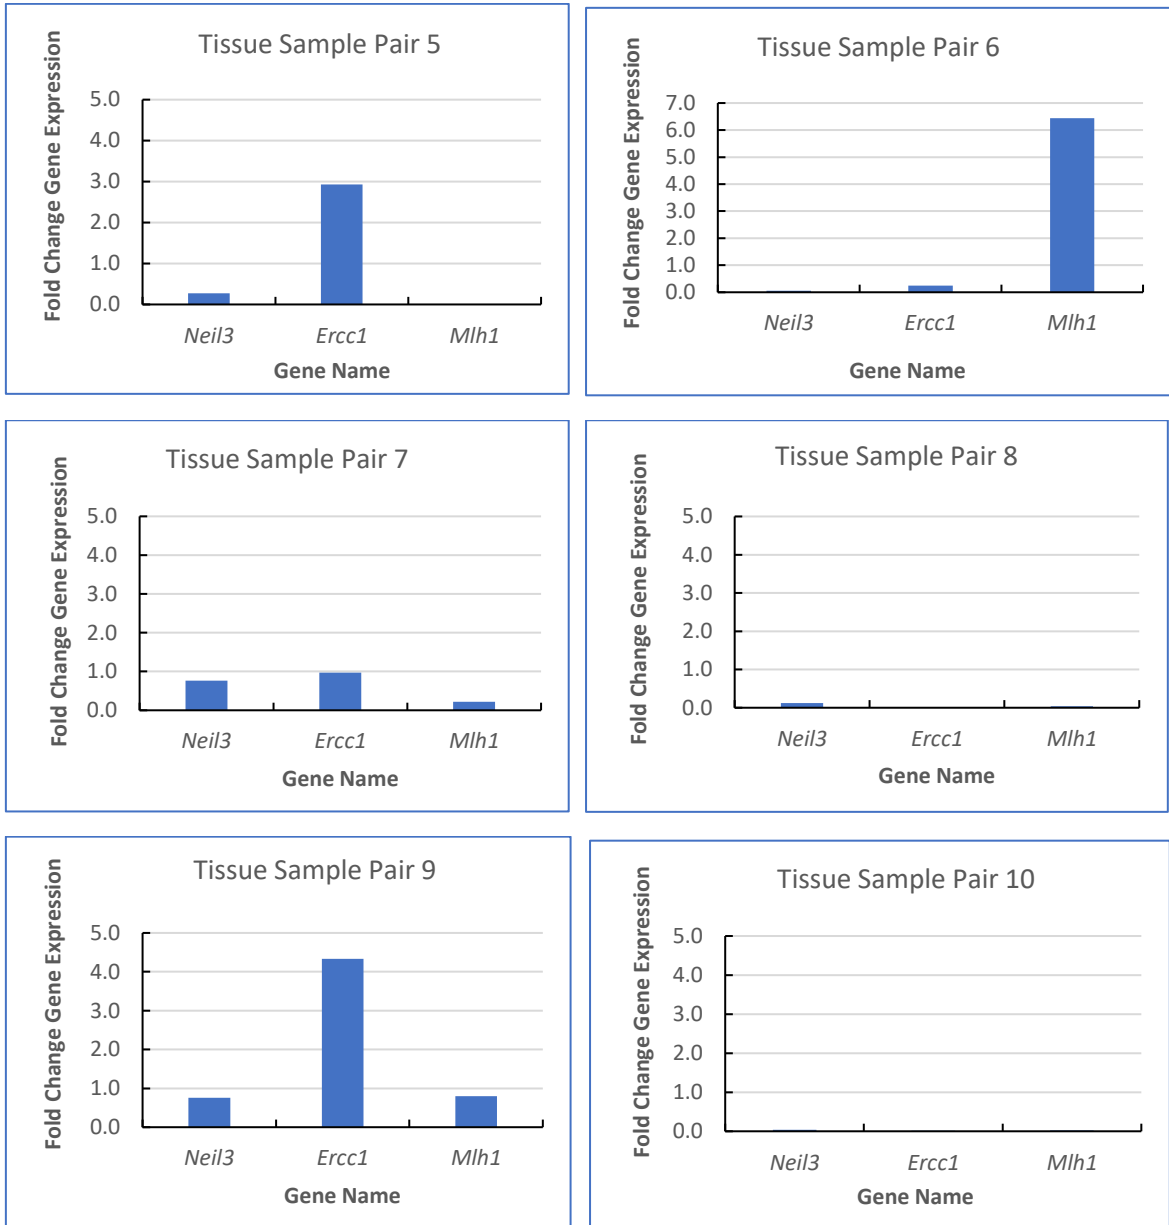 Tissue Sample Pair 5
Fold Change Gene Expression
5.0
4.0
3.0
2.0
1.0
0.0
Neil3 Ercc1 Mlh1
Gene Name
Tissue Sample Pair 6
Fold Change Gene Expression
7.0
6.0
5.0
4.0
3.0
2.0
1.0
0.0
Neil3 Ercc1 Mlh1
Gene Name
Tissue Sample Pair 7
Fold Change Gene Expression
5.0
4.0
3.0
2.0
1.0
0.0
Neil3 Ercc1 Mlh1
Gene Name
Tissue Sample Pair 8
Fold Change Gene Expression
5.0
4.0
3.0
2.0
1.0
0.0
Neil3 Ercc1 Mlh1
Gene Name
Tissue Sample Pair 9
Fold Change Gene Expression
5.0
4.0
3.0
2.0
1.0
0.0
Neil3 Ercc1 Mlh1
Gene Name
Tissue Sample Pair 10
Fold Change Gene Expression
5.0
4.0
3.0
2.0
1.0
0.0
Neil3 Ercc1 Mlh1
Gene Name